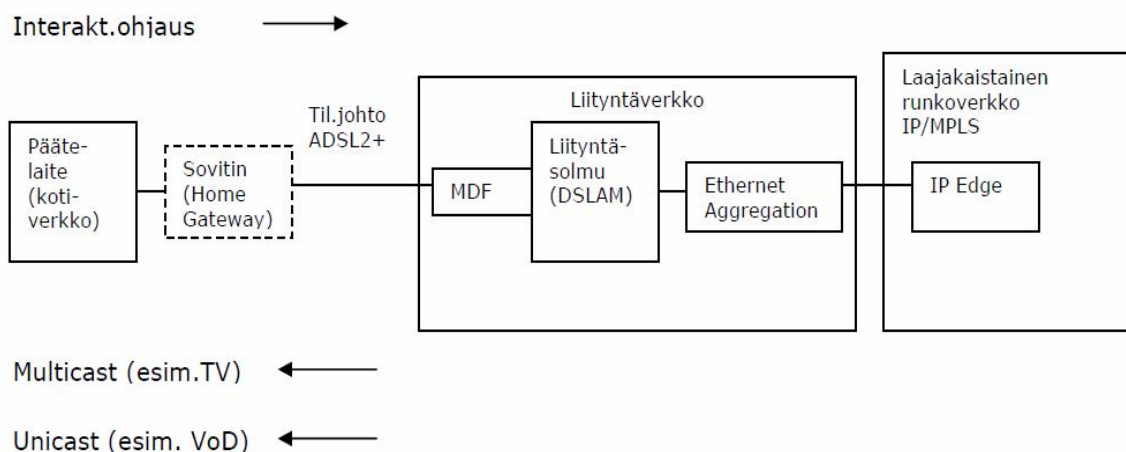 Interakt.ohjaus
Laajakaistainen
runkoverkko
IP/MPLS
Liityntäverkko
Til.johto
ADSL2+
Pääte-
laite
(koti-
verkko)
Sovitin
(Home
Gateway)
MDF
Liityntä-
solmu
(DSLAM)
Ethernet
Aggregation
IP Edge
Multicast (esim.TV)
Unicast (esim. VoD)